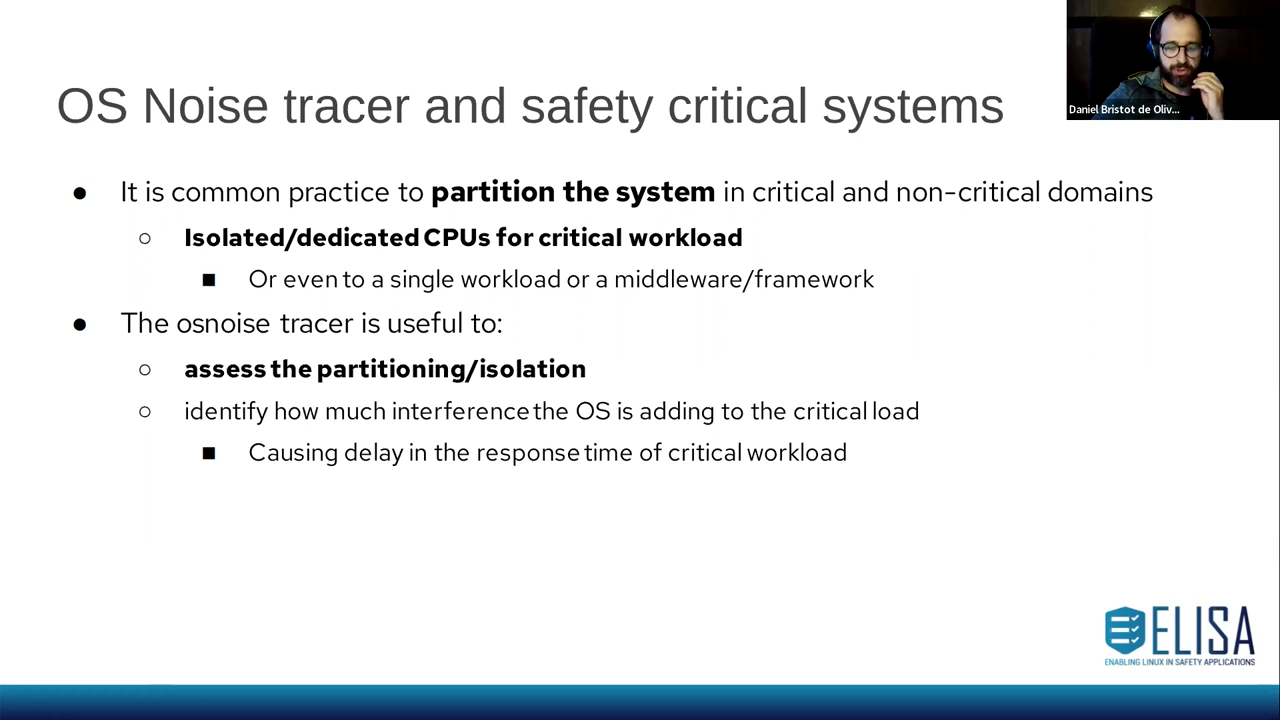 OS Noise tracer and safety critical systems
Daniel Bristot de Oliv...
● It is common practice to partition the system in critical and non-critical domains
○ Isolated/dedicated CPUs for critical workload
■ Or even to a single workload or a middleware/framework
● The osnoise tracer is useful to:
○ assess the partitioning/isolation
○ identify how much interference the OS is adding to the critical load
■ Causing delay in the response time of critical workload
ELISA
ENABLING LINUX IN SAFETY APPLICATIONS